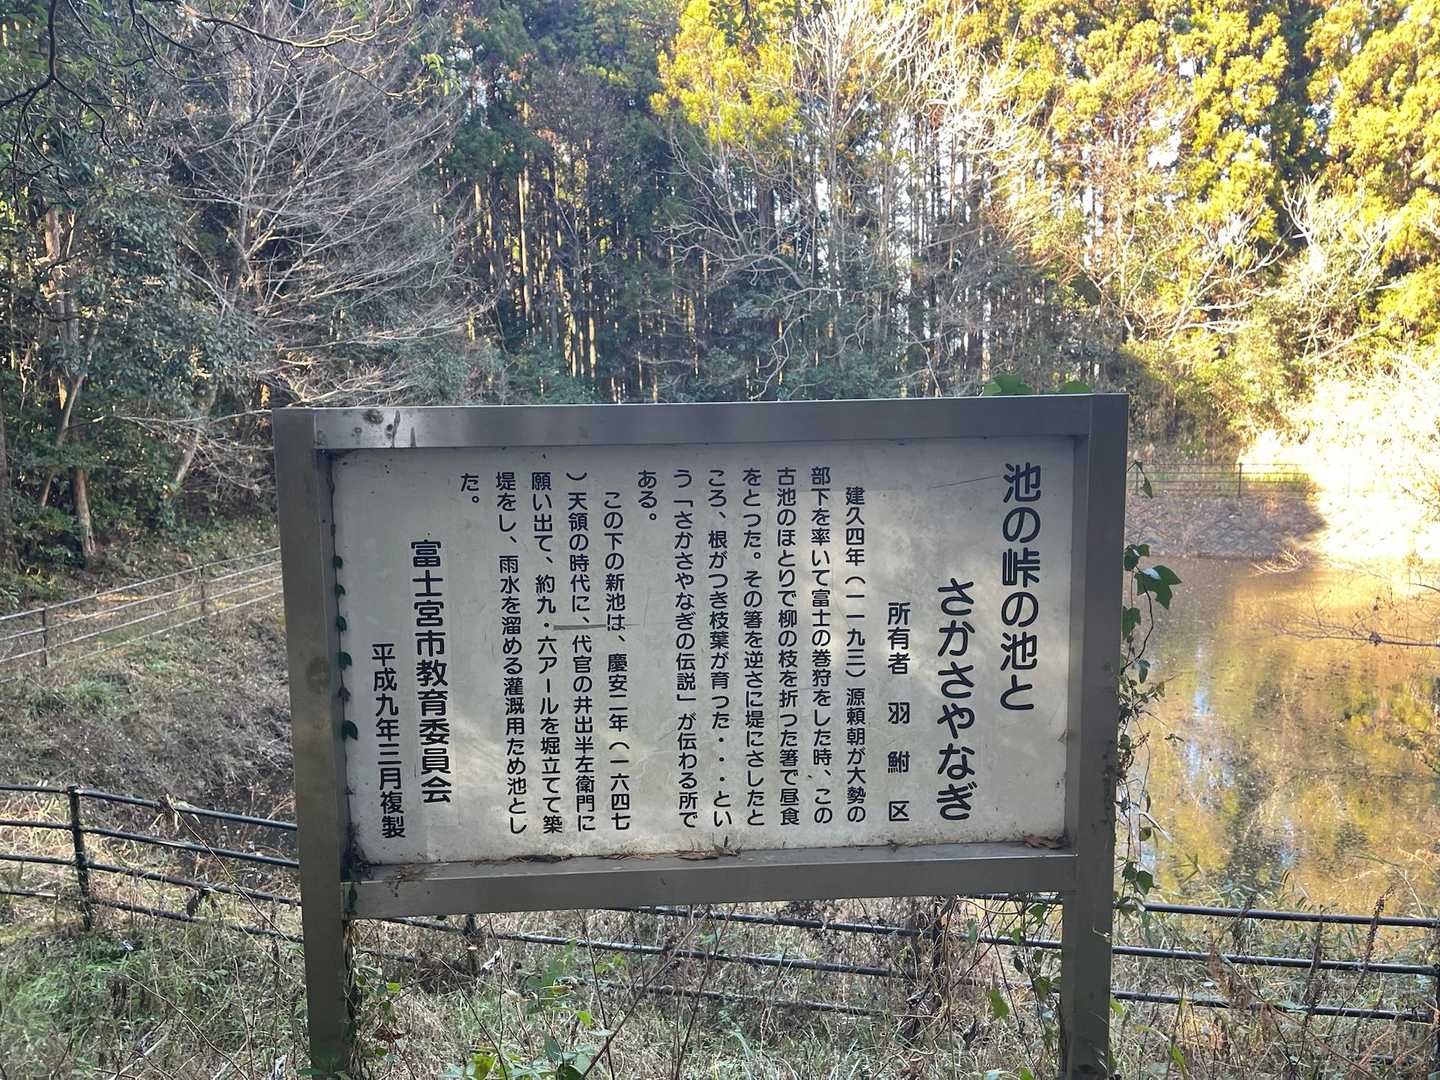 池の峠の池と
さかさやなぎ
所有者 羽鮒区
建久四年(一一九三)源頼朝が大勢の
部下を率いて富士の巻狩をした時、この
古池のほとりで柳の枝を折った箸で昼食
をとった。その箸を逆さに堤にさしたと
ころ、根がつき枝葉が育った・・・とい
う「さかさやなぎの伝説」が伝わる所で
ある。
この下の新池は、慶安二年(一六四七
)天領の時代に、代官の井出半左衛門に
願い出て、約九・六アールを堀立てて築
堤をし、雨水を溜める灌漑用ため池とし
た。
富士宮市教育委員会
平成九年三月複製